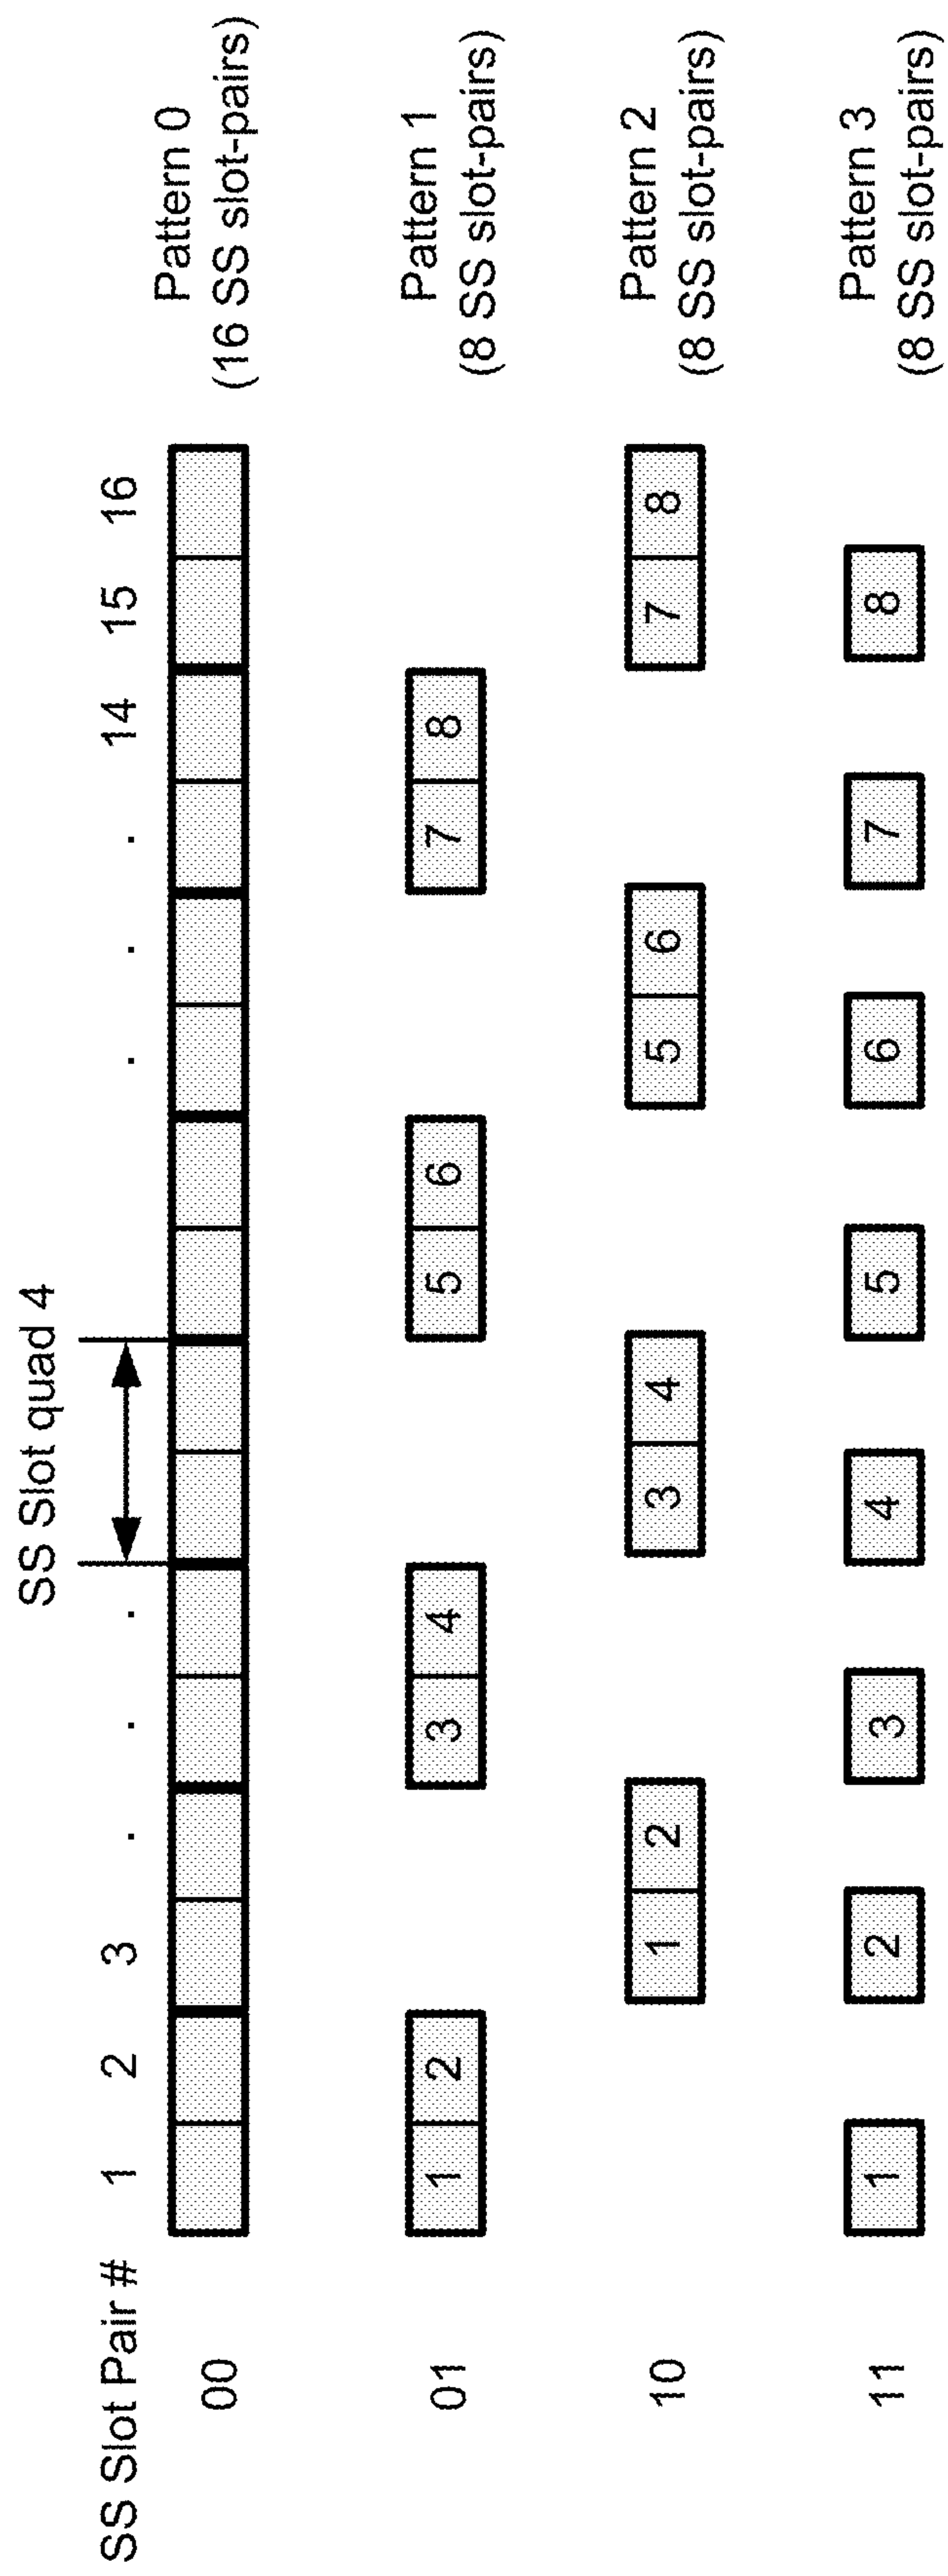 SS Slot quad 4
SS Slot Pair # 1 2 3 . . . . . . 14 15 16
00 Pattern 0
(16 SS slot-pairs)
01 1 2 3 4 5 6 7 8 Pattern 1
(8 SS slot-pairs)
10 1 2 3 4 5 6 7 8 Pattern 2
(8 SS slot-pairs)
11 1 2 3 4 5 6 7 8 Pattern 3
(8 SS slot-pairs)